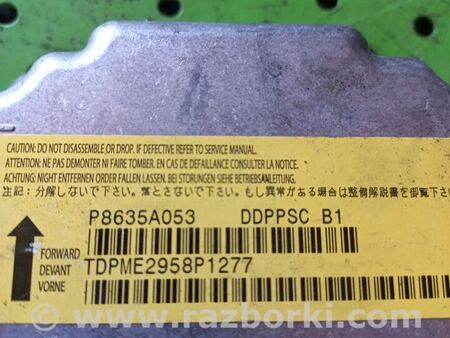 CAUTION: DO NOT DISASSEMBLE, OR DROP. IF DEFECTIVE REFER TO SERVICE MANUAL.
ATTENTION: NE PAS DEMONTER NI FAIRE TOMBER. EN CAS DE DEFAILLANCE CONSULTER LA NOTICE.
ACHTUNG: NIGHT ENTFERNEN ODER FALLEN LASSEN. BEI STORUNGEN SIEHE BETRIEBSANLEITUNG.
注記: 分解しないで下さい。落とさないで下さい。もし異常がある場合は整備解説書を御覧下さ
P8635A053 DDPPSC B1
FORWARD
DEVANT
VORNE
TDPME2958P1277
www.razborki.com